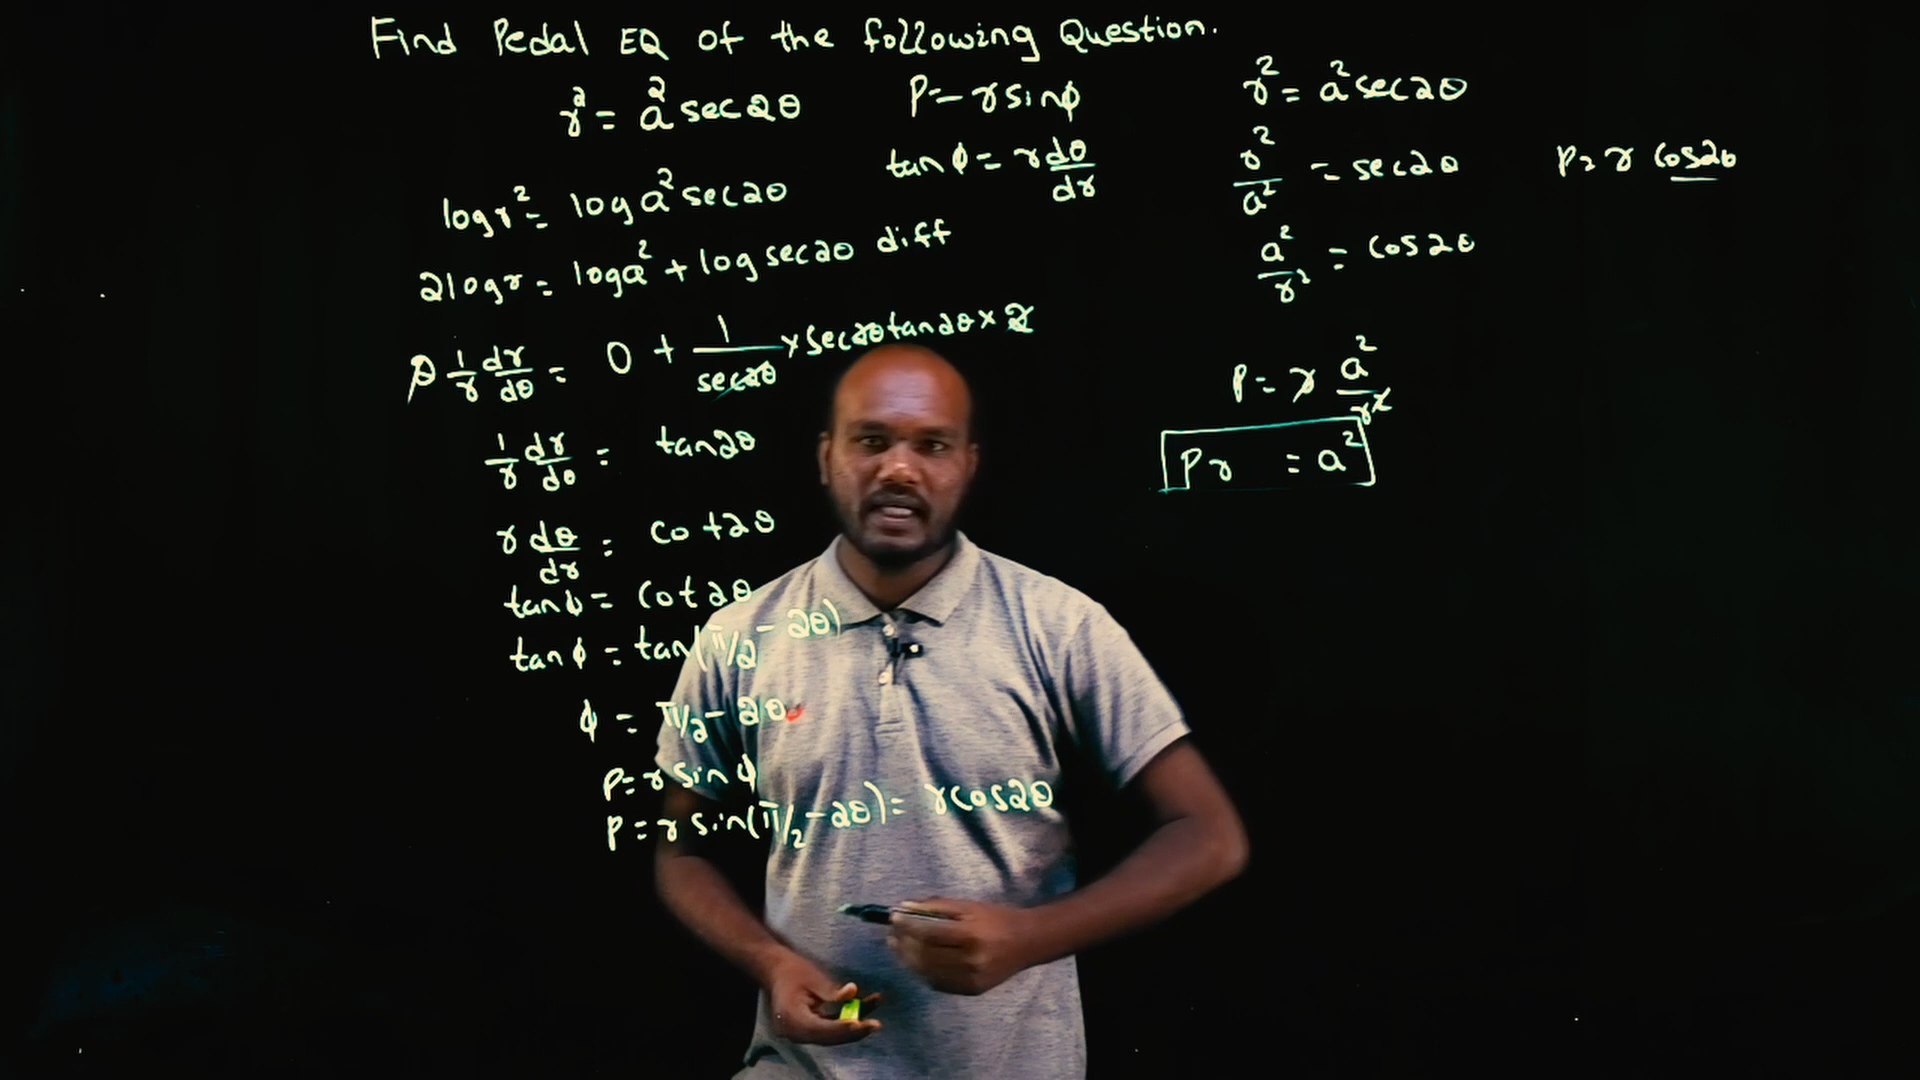 Find Pedal EQ of the following Question.
r² = a² sec2θ
log r² = log a² sec2θ
2logr = log a² + log sec2θ diff
2 1/r dr/dθ = 0 + 1/sec2θ × sec2θ tan2θ × 2
1/r dr/dθ = tan2θ
r dθ/dr = cot2θ
tanϕ = cot2θ
tanϕ = tan(π/2 - 2θ)
ϕ = π/2 - 2θ
P = r sinϕ
P = r sin(π/2 - 2θ) = r cos2θ
P = r sinϕ
tanϕ = r dθ/dr
r² = a² sec2θ
r²/a² = sec2θ
a²/r² = cos2θ
P = r a²/r²
Pr = a²
P = r cos2θ